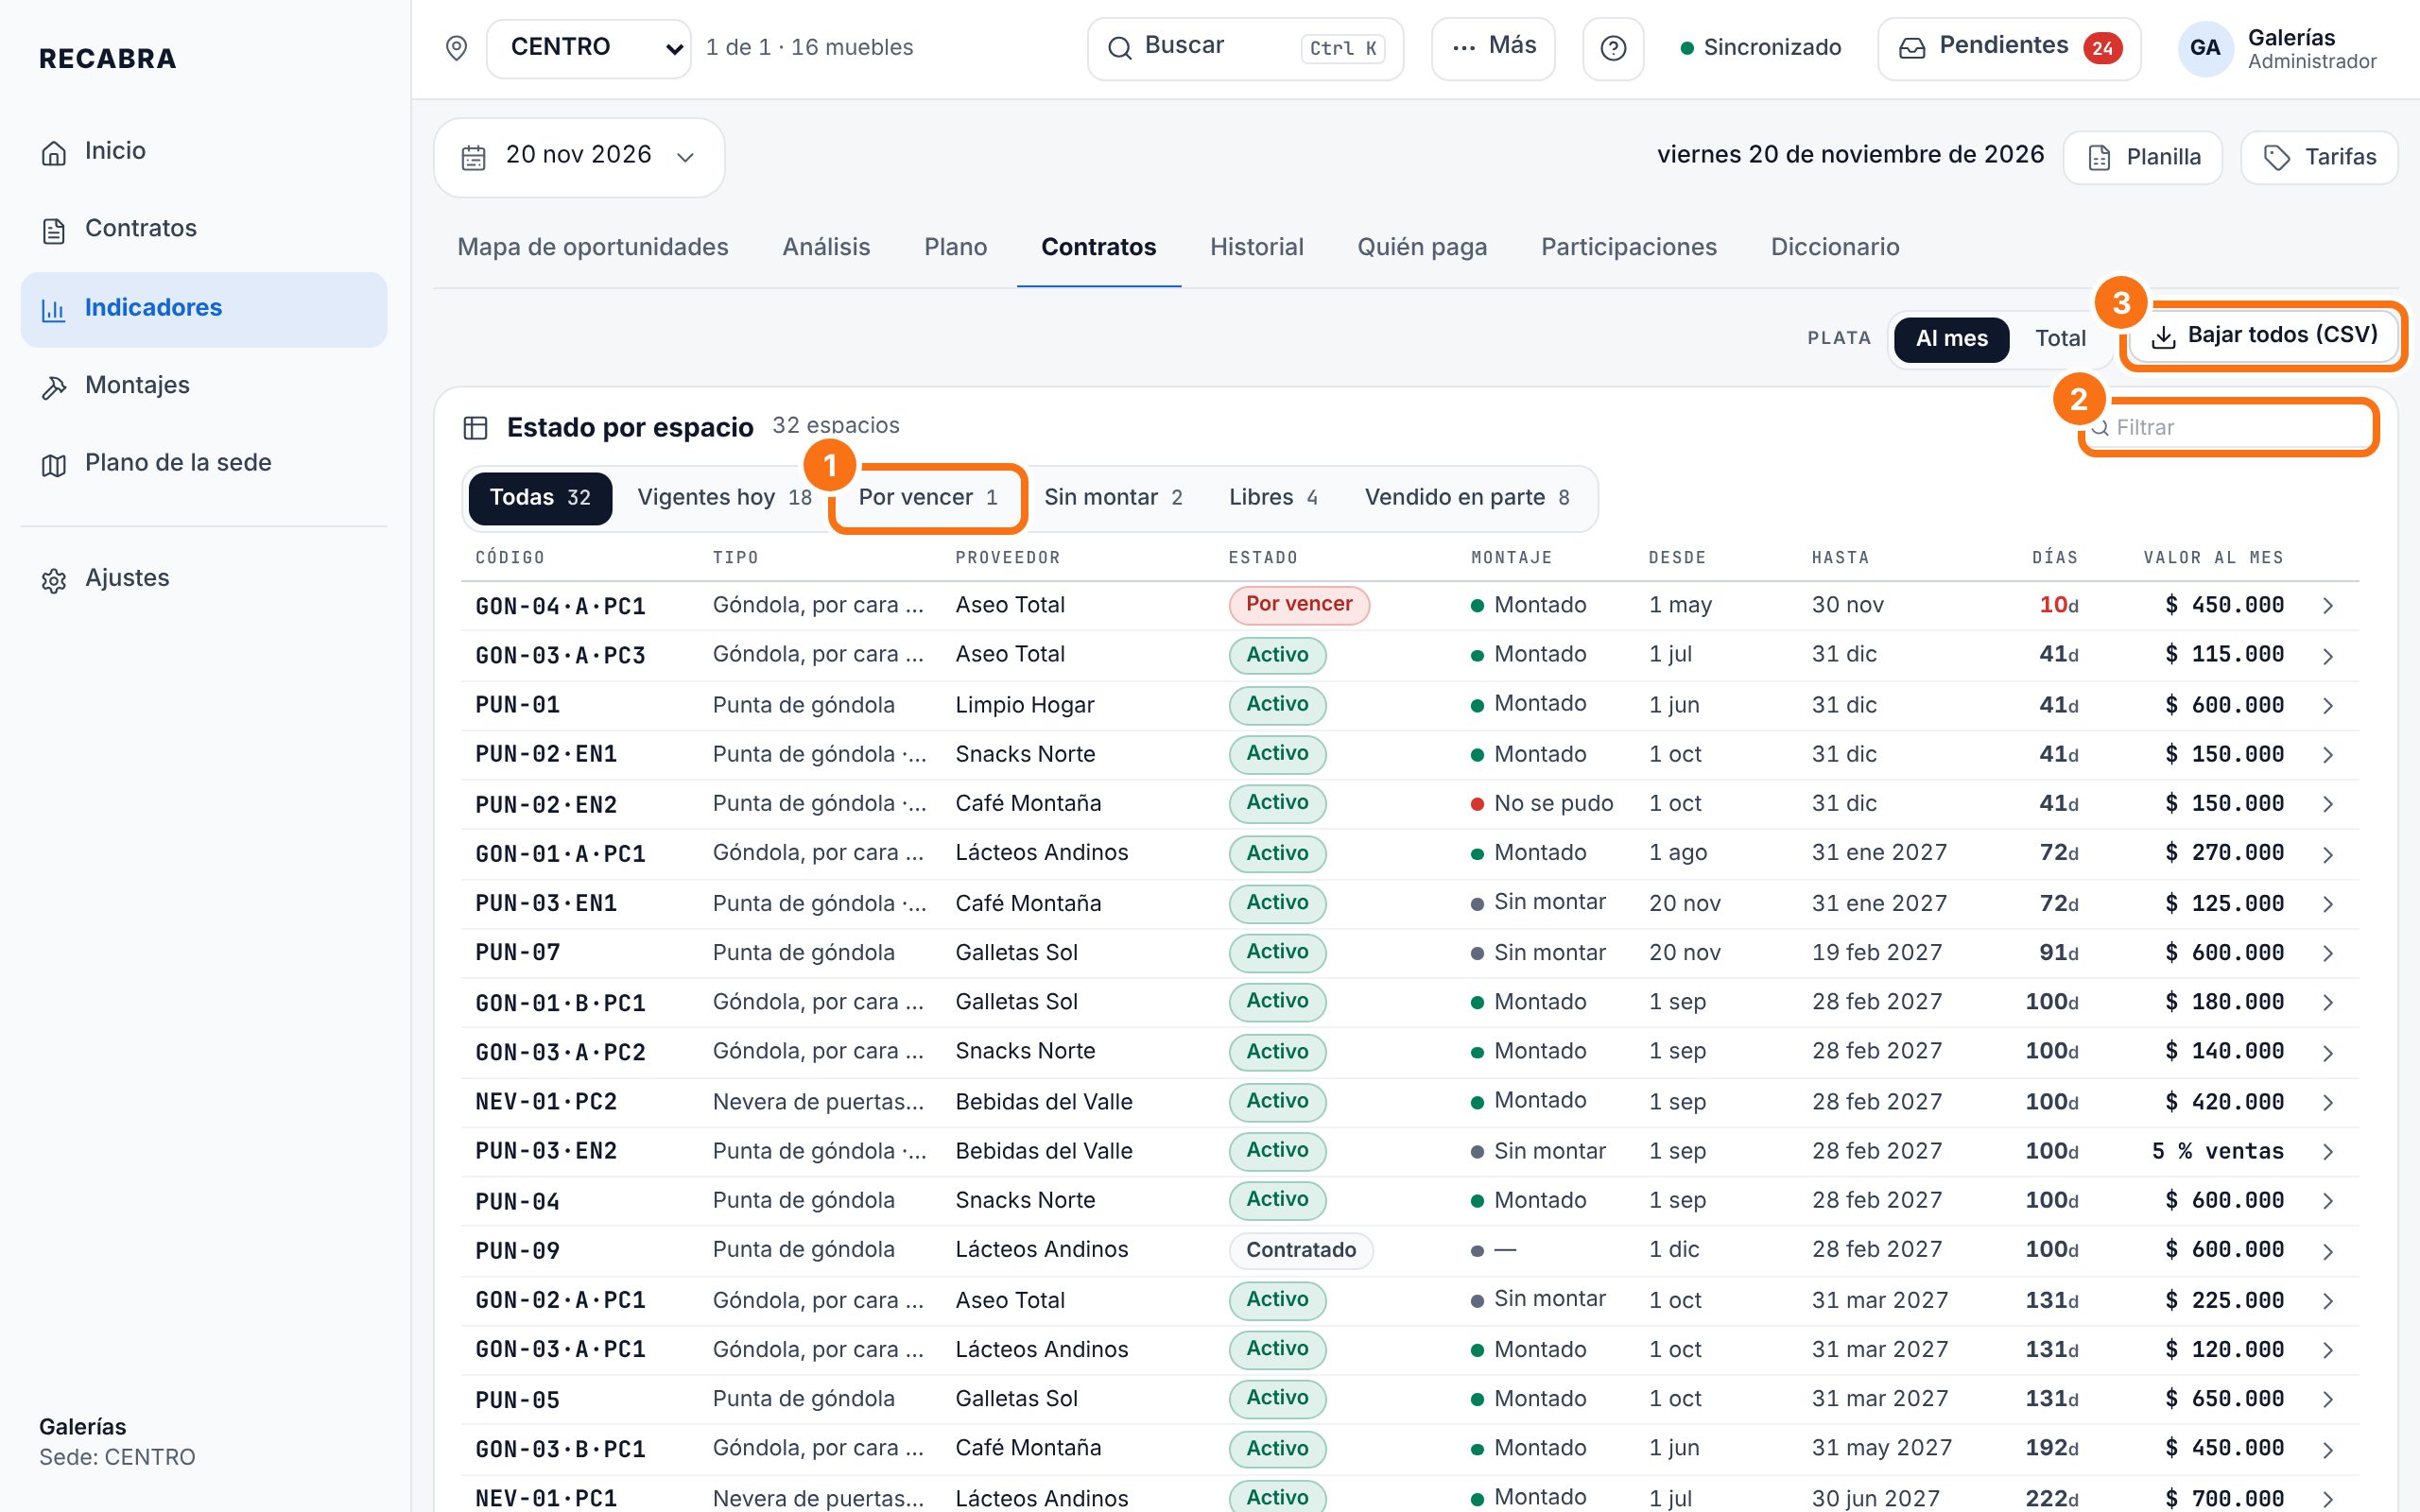 RECABRA
Inicio
Contratos
Indicadores
Montajes
Plano de la sede
Ajustes
Galerías
Sede: CENTRO
CENTRO
1 de 1 · 16 muebles
Buscar Ctrl K
Más
Sincronizado
Pendientes 24
GA
Galerías
Administrador
20 nov 2026
viernes 20 de noviembre de 2026
Planilla
Tarifas
Mapa de oportunidades Análisis Plano Contratos Historial Quién paga Participaciones Diccionario
PLATA Al mes Total
3
Bajar todos (CSV)
Estado por espacio 32 espacios
2
Filtrar
1
Todas 32 Vigentes hoy 18 Por vencer 1 Sin montar 2 Libres 4 Vendido en parte 8
CÓDIGO TIPO PROVEEDOR ESTADO MONTAJE DESDE HASTA DÍAS VALOR AL MES
GON-04·A·PC1 Góndola, por cara ... Aseo Total Por vencer Montado 1 may 30 nov 10d $ 450.000
GON-03·A·PC3 Góndola, por cara ... Aseo Total Activo Montado 1 jul 31 dic 41d $ 115.000
PUN-01 Punta de góndola Limpio Hogar Activo Montado 1 jun 31 dic 41d $ 600.000
PUN-02·EN1 Punta de góndola ·... Snacks Norte Activo Montado 1 oct 31 dic 41d $ 150.000
PUN-02·EN2 Punta de góndola ·... Café Montaña Activo No se pudo 1 oct 31 dic 41d $ 150.000
GON-01·A·PC1 Góndola, por cara ... Lácteos Andinos Activo Montado 1 ago 31 ene 2027 72d $ 270.000
PUN-03·EN1 Punta de góndola ·... Café Montaña Activo Sin montar 20 nov 31 ene 2027 72d $ 125.000
PUN-07 Punta de góndola Galletas Sol Activo Sin montar 20 nov 19 feb 2027 91d $ 600.000
GON-01·B·PC1 Góndola, por cara ... Galletas Sol Activo Montado 1 sep 28 feb 2027 100d $ 180.000
GON-03·A·PC2 Góndola, por cara ... Snacks Norte Activo Montado 1 sep 28 feb 2027 100d $ 140.000
NEV-01·PC2 Nevera de puertas... Bebidas del Valle Activo Montado 1 sep 28 feb 2027 100d $ 420.000
PUN-03·EN2 Punta de góndola ·... Bebidas del Valle Activo Sin montar 1 sep 28 feb 2027 100d 5 % ventas
PUN-04 Punta de góndola Snacks Norte Activo Montado 1 sep 28 feb 2027 100d $ 600.000
PUN-09 Punta de góndola Lácteos Andinos Contratado — 1 dic 28 feb 2027 100d $ 600.000
GON-02·A·PC1 Góndola, por cara ... Aseo Total Activo Sin montar 1 oct 31 mar 2027 131d $ 225.000
GON-03·A·PC1 Góndola, por cara ... Lácteos Andinos Activo Montado 1 oct 31 mar 2027 131d $ 120.000
PUN-05 Punta de góndola Galletas Sol Activo Montado 1 oct 31 mar 2027 131d $ 650.000
GON-03·B·PC1 Góndola, por cara ... Café Montaña Activo Montado 1 jun 31 may 2027 192d $ 450.000
NEV-01·PC1 Nevera de puertas... Lácteos Andinos Activo Montado 1 jul 30 jun 2027 222d $ 700.000